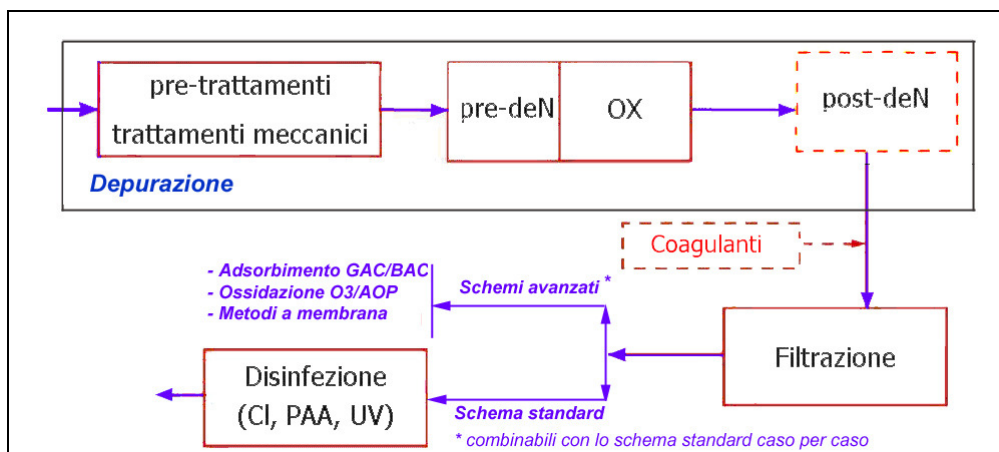 pre-trattamenti
trattamenti meccanici
pre-deN
OX
post-deN
Depurazione
Coagulanti
- Adsorbimento GAC/BAC
- Ossidazione O3/AOP
- Metodi a membrana
Schemi avanzati *
Filtrazione
Disinfezione
(Cl, PAA, UV)
Schema standard
* combinabili con lo schema standard caso per caso